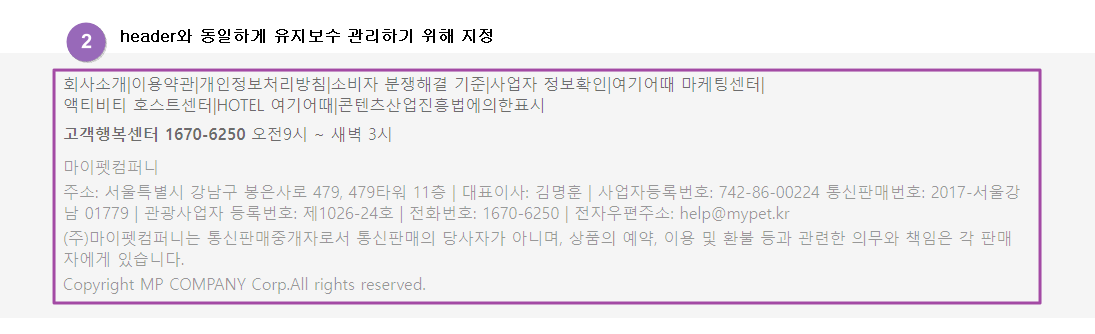 2 header와 동일하게 유지보수 관리하기 위해 지정
회사소개|이용약관|개인정보처리방침|소비자 분쟁해결 기준|사업자 정보확인|여기어때 마케팅센터|
액티비티 호스트센터|HOTEL 여기어때|콘텐츠산업진흥법에의한표시
고객행복센터 1670-6250 오전9시 ~ 새벽 3시
마이펫컴퍼니
주소: 서울특별시 강남구 봉은사로 479, 479타워 11층 | 대표이사: 김명훈 | 사업자등록번호: 742-86-00224 통신판매번호: 2017-서울강
남 01779 | 관광사업자 등록번호: 제1026-24호 | 전화번호: 1670-6250 | 전자우편주소: help@mypet.kr
(주)마이펫컴퍼니는 통신판매중개자로서 통신판매의 당사자가 아니며, 상품의 예약, 이용 및 환불 등과 관련한 의무와 책임은 각 판매
자에게 있습니다.
Copyright MP COMPANY Corp.All rights reserved.